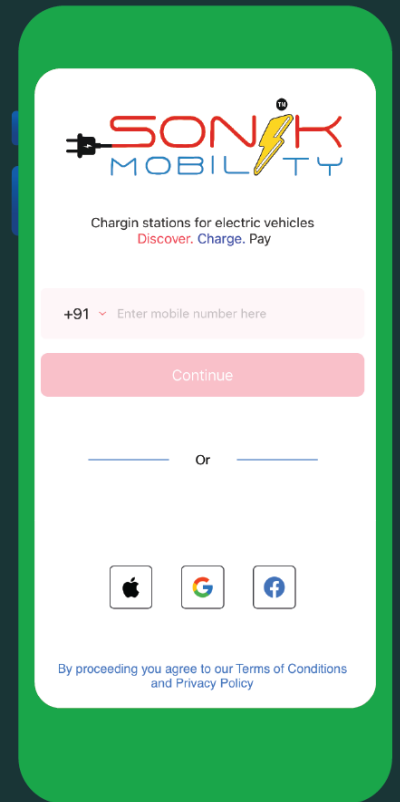 TM
SONIK
MOBILITY
Chargin stations for electric vehicles
Discover. Charge. Pay
+91 Enter mobile number here
Continue
Or
By proceeding you agree to our Terms of Conditions
and Privacy Policy